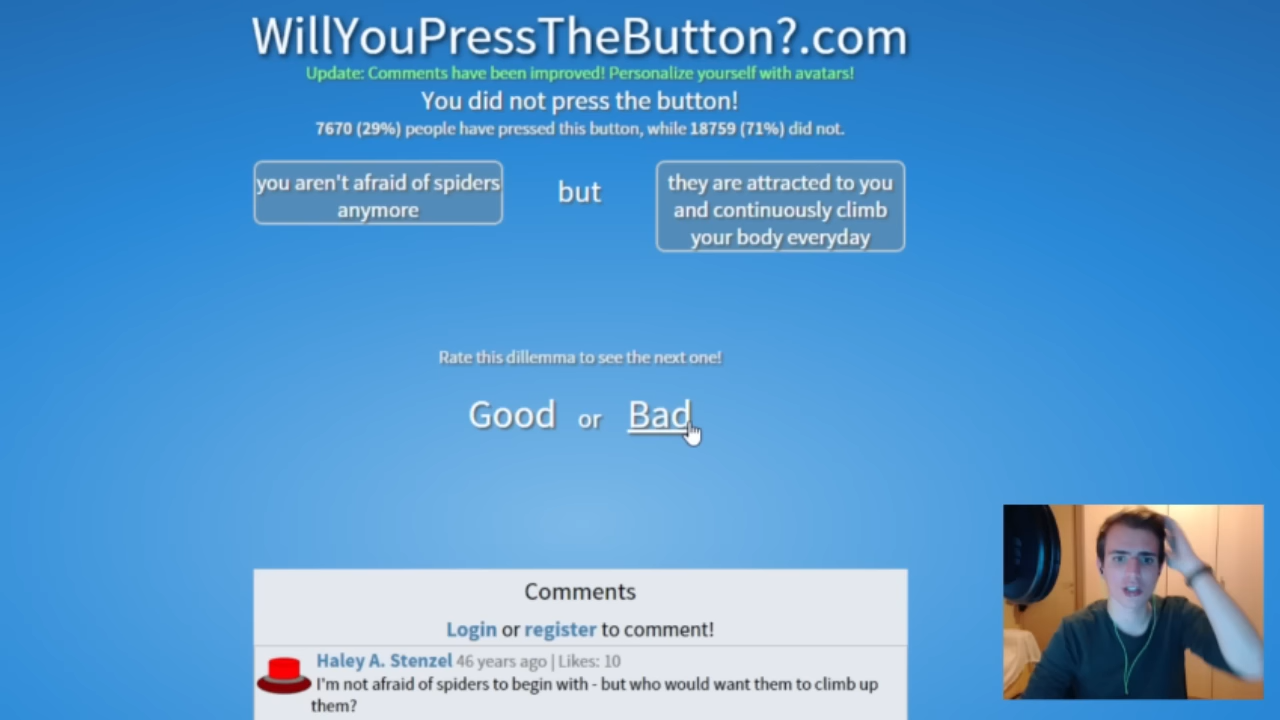 WillYouPressTheButton?.com
Update: Comments have been improved! Personalize yourself with avatars!
You did not press the button!
7670 (29%) people have pressed this button, while 18759 (71%) did not.
you aren't afraid of spiders
anymore
but
they are attracted to you
and continuously climb
your body everyday
Rate this dillemma to see the next one!
Good or Bad
Comments
Login or register to comment!
Haley A. Stenzel 46 years ago | Likes: 10
I'm not afraid of spiders to begin with - but who would want them to climb up
them?